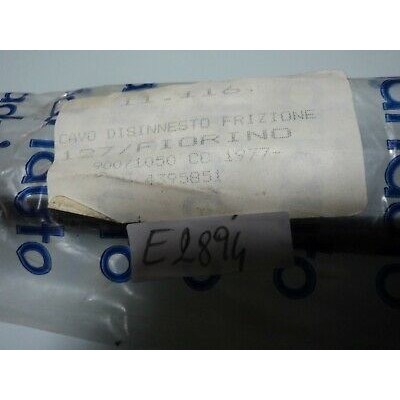 11.116.
CAVO DISINNESTO FRIZIONE
127/FIORINO
900/1050 CC 1977-
4395851
E2894